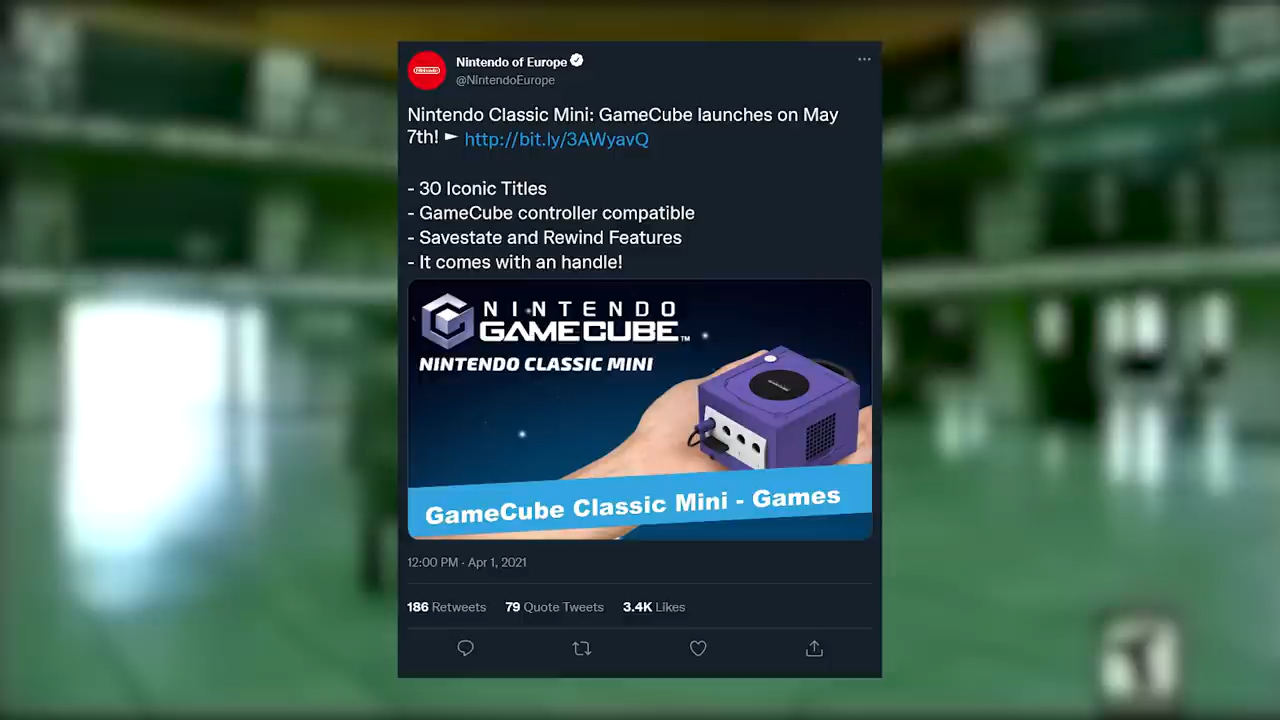 Nintendo of Europe
@NintendoEurope
Nintendo Classic Mini: GameCube launches on May
7th! ► http://bit.ly/3AWyavQ
- 30 Iconic Titles
- GameCube controller compatible
- Savestate and Rewind Features
- It comes with an handle!
NINTENDO
GAMECUBE™
NINTENDO CLASSIC MINI
GameCube Classic Mini - Games
12:00 PM · Apr 1, 2021
186 Retweets 79 Quote Tweets 3.4K Likes